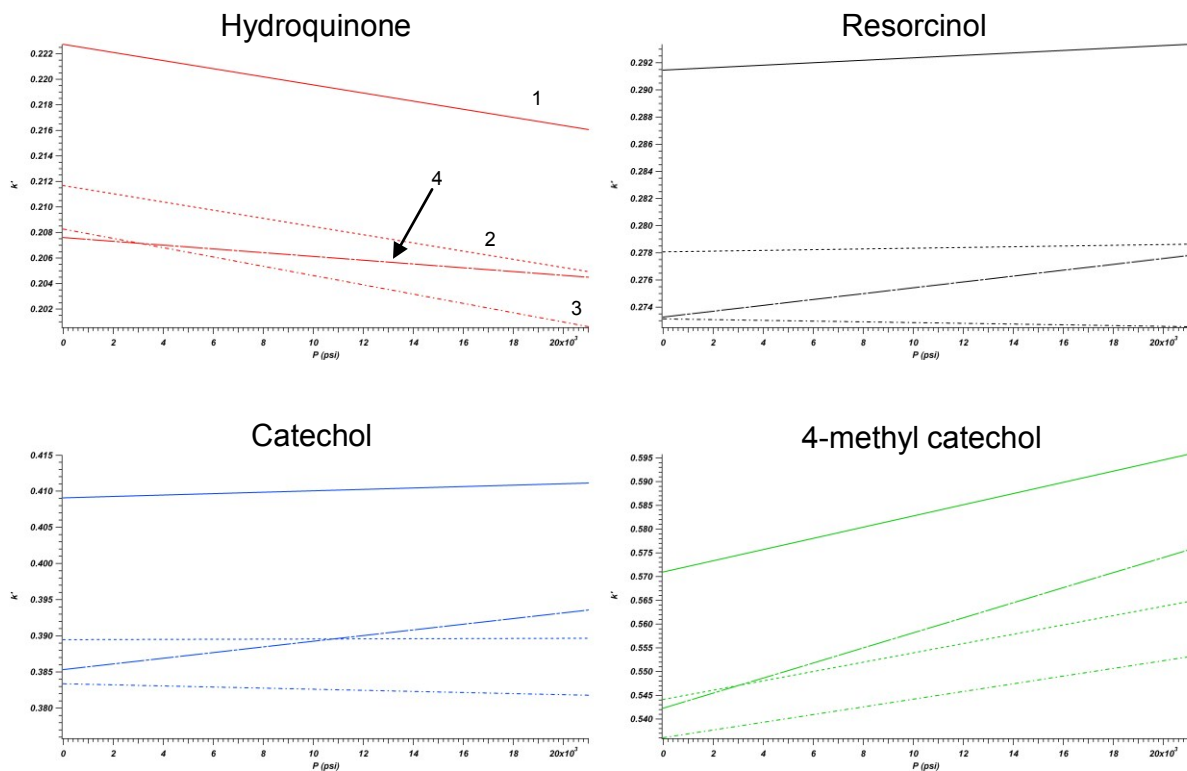 Hydroquinone
0.222
0.220
0.218
0.216
0.214
0.212
0.210
0.208
0.206
0.204
0.202
k'
1
4
2
3
0 2 4 6 8 10 12 14 16 18 20x10³
P (psi)
Resorcinol
0.292
0.290
0.288
0.286
0.284
0.282
0.280
0.278
0.276
0.274
k'
0 2 4 6 8 10 12 14 16 18 20x10³
P (psi)
Catechol
0.415
0.410
0.405
0.400
0.395
0.390
0.385
0.380
k'
0 2 4 6 8 10 12 14 16 18 20x10³
P (psi)
4-methyl catechol
0.595
0.590
0.585
0.580
0.575
0.570
0.565
0.560
0.555
0.550
0.545
0.540
k'
0 2 4 6 8 10 12 14 16 18 20x10³
P (psi)